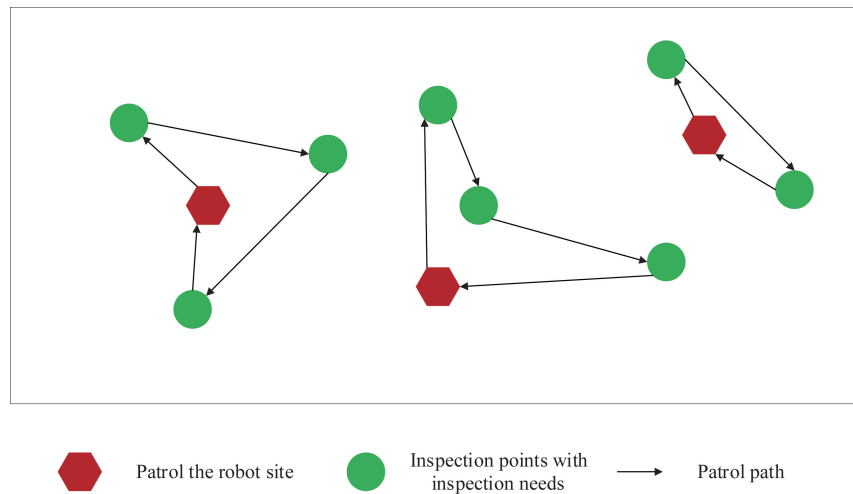 Patrol the robot site
Inspection points with
inspection needs
Patrol path